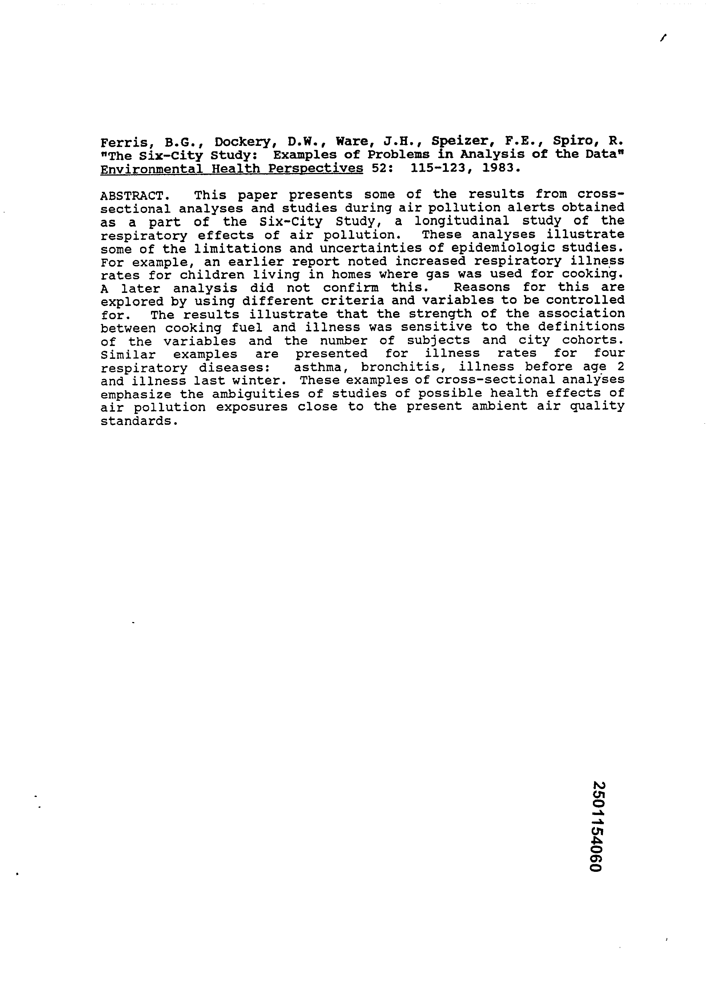 Ferris, B.G., Dockery, D.W., Ware, J.H., Speizer, F.E., Spiro, R.
"The Six-City Study: Examples of Problems in Analysis of the Data"
Environmental Health Perspectives 52: 115-123, 1983.
ABSTRACT. This paper presents some of the results from cross-
sectional analyses and studies during air pollution alerts obtained
as a part of the Six-City Study, a longitudinal study of the
respiratory effects of air pollution. These analyses illustrate
some of the limitations and uncertainties of epidemiologic studies.
For example, an earlier report noted increased respiratory illness
rates for children living in homes where gas was used for cooking.
A later analysis did not confirm this. Reasons for this are
explored by using different criteria and variables to be controlled
for. The results illustrate that the strength of the association
between cooking fuel and illness was sensitive to the definitions
of the variables and the number of subjects and city cohorts.
Similar examples are presented for illness rates for four
respiratory diseases: asthma, bronchitis, illness before age 2
and illness last winter. These examples of cross-sectional analyses
emphasize the ambiguities of studies of possible health effects of
air pollution exposures close to the present ambient air quality
standards.
2501154060